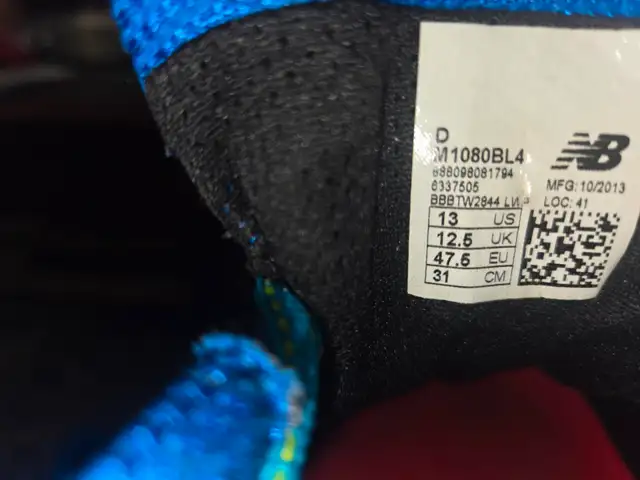 D
M1080BL4
NB
888098081794
6337505
MFG: 10/2013
BBBTW2844
LOC: 41
13 US
12.5 UK
47.5 EU
31 CM